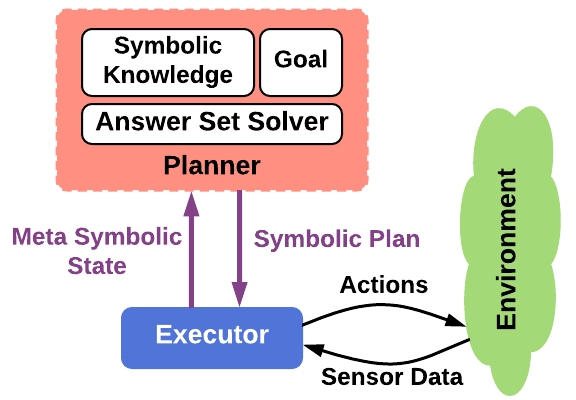 Symbolic
Knowledge
Goal
Answer Set Solver
Planner
Meta Symbolic
State
Symbolic Plan
Executor
Actions
Sensor Data
Environment